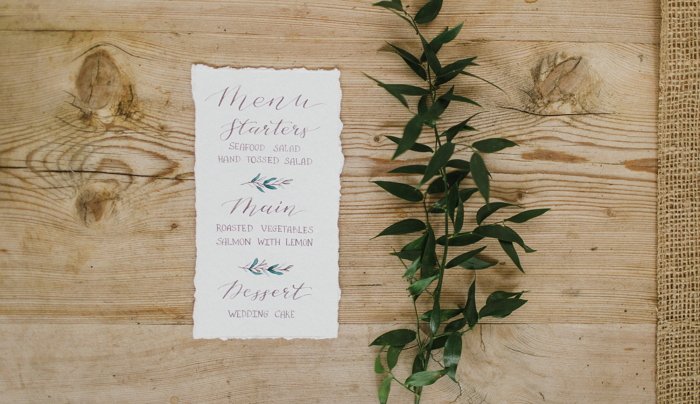 Menu
Starters
SEAFOOD SALAD
HAND TOSSED SALAD
Main
ROASTED VEGETABLES
SALMON WITH LEMON
Dessert
WEDDING CAKE